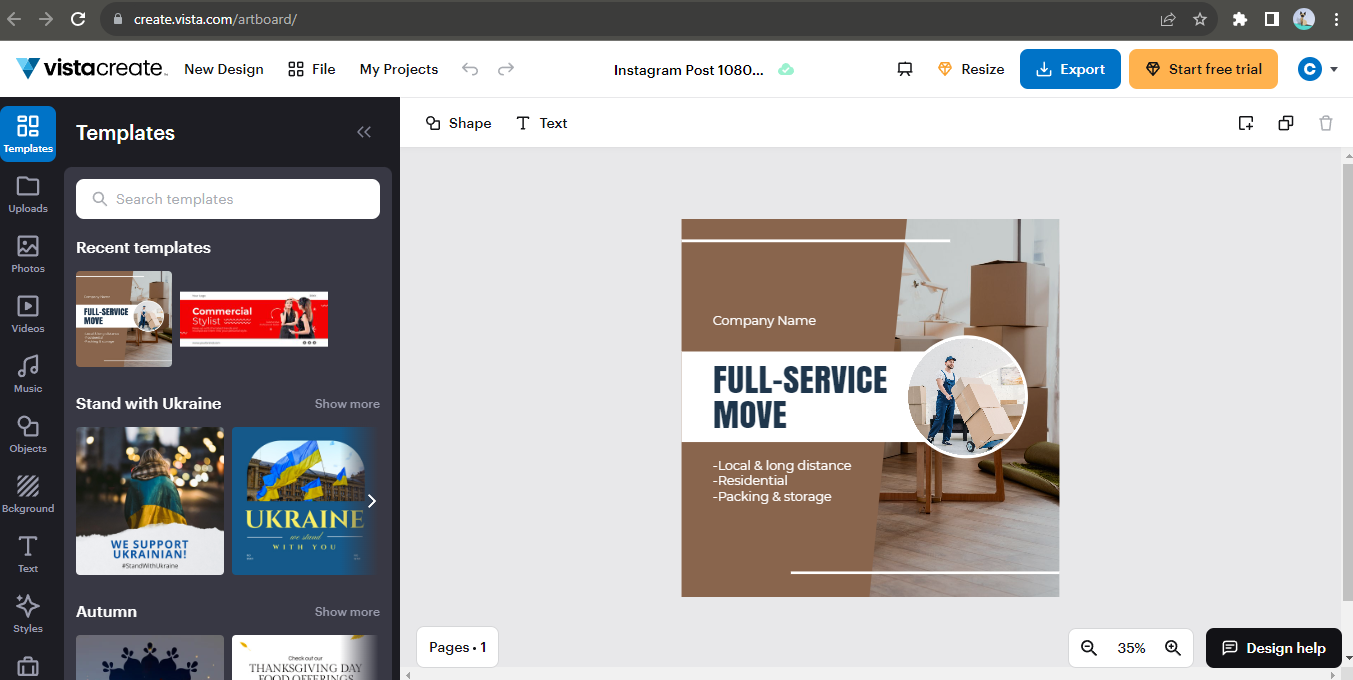 create.vista.com/artboard/
vistacreate
New Design
File
My Projects
Instagram Post 1080...
Resize
Export
Start free trial
C
Templates
Uploads
Photos
Videos
Music
Objects
Bckground
Text
Styles
Templates
Search templates
Recent templates
Company Name
FULL-SERVICE
MOVE
Commercial
Stylist
Stand with Ukraine
Show more
WE SUPPORT
UKRAINIAN!
#StandWithUkraine
UKRAINE
we stand
WITH YOU
Autumn
Show more
Check out our
THANKSGIVING DAY
FOOD OFFERINGS
Shape
Text
Company Name
FULL-SERVICE
MOVE
-Local & long distance
-Residential
-Packing & storage
Pages • 1
35%
Design help